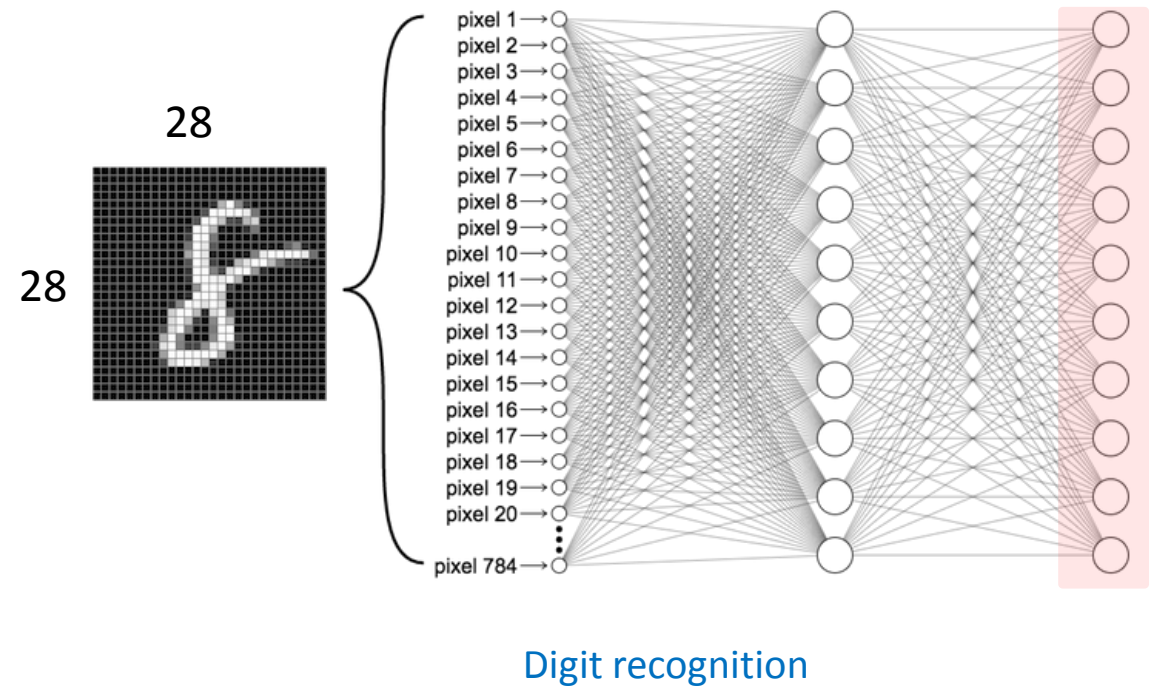 28
28
pixel 1
pixel 2
pixel 3
pixel 4
pixel 5
pixel 6
pixel 7
pixel 8
pixel 9
pixel 10
pixel 11
pixel 12
pixel 13
pixel 14
pixel 15
pixel 16
pixel 17
pixel 18
pixel 19
pixel 20
pixel 784
Digit recognition